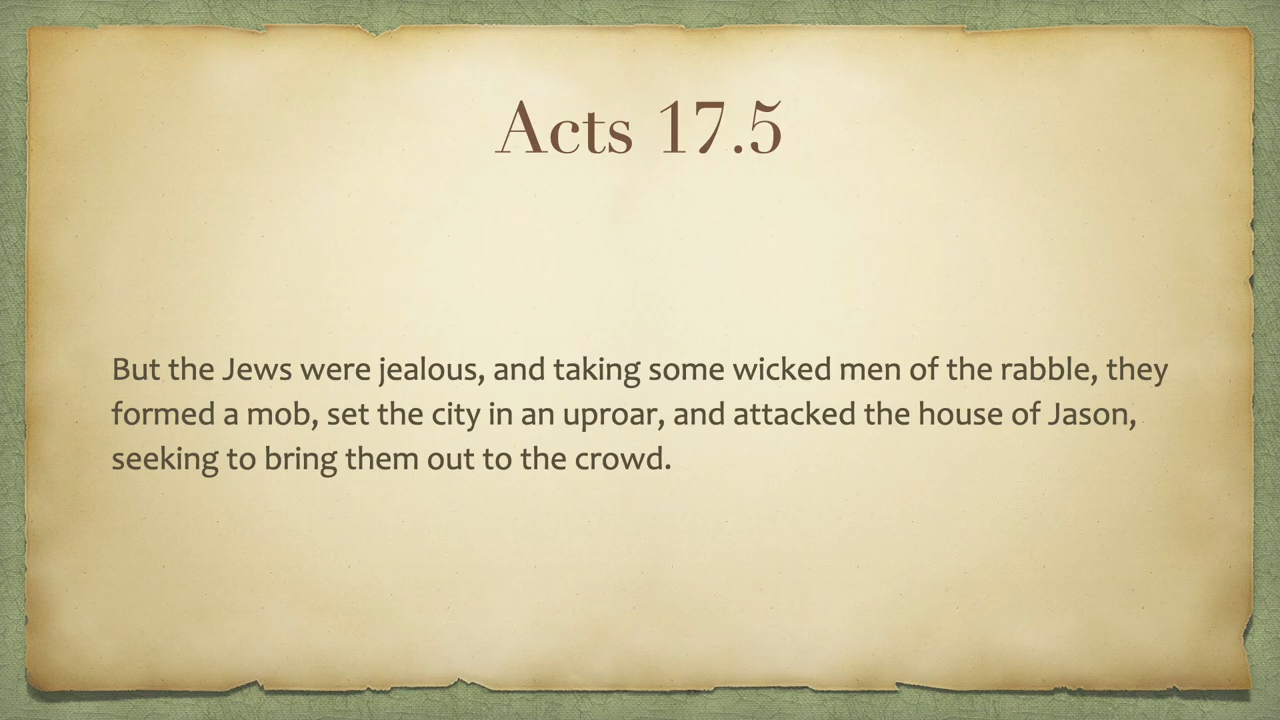 Acts 17.5
But the Jews were jealous, and taking some wicked men of the rabble, they
formed a mob, set the city in an uproar, and attacked the house of Jason,
seeking to bring them out to the crowd.